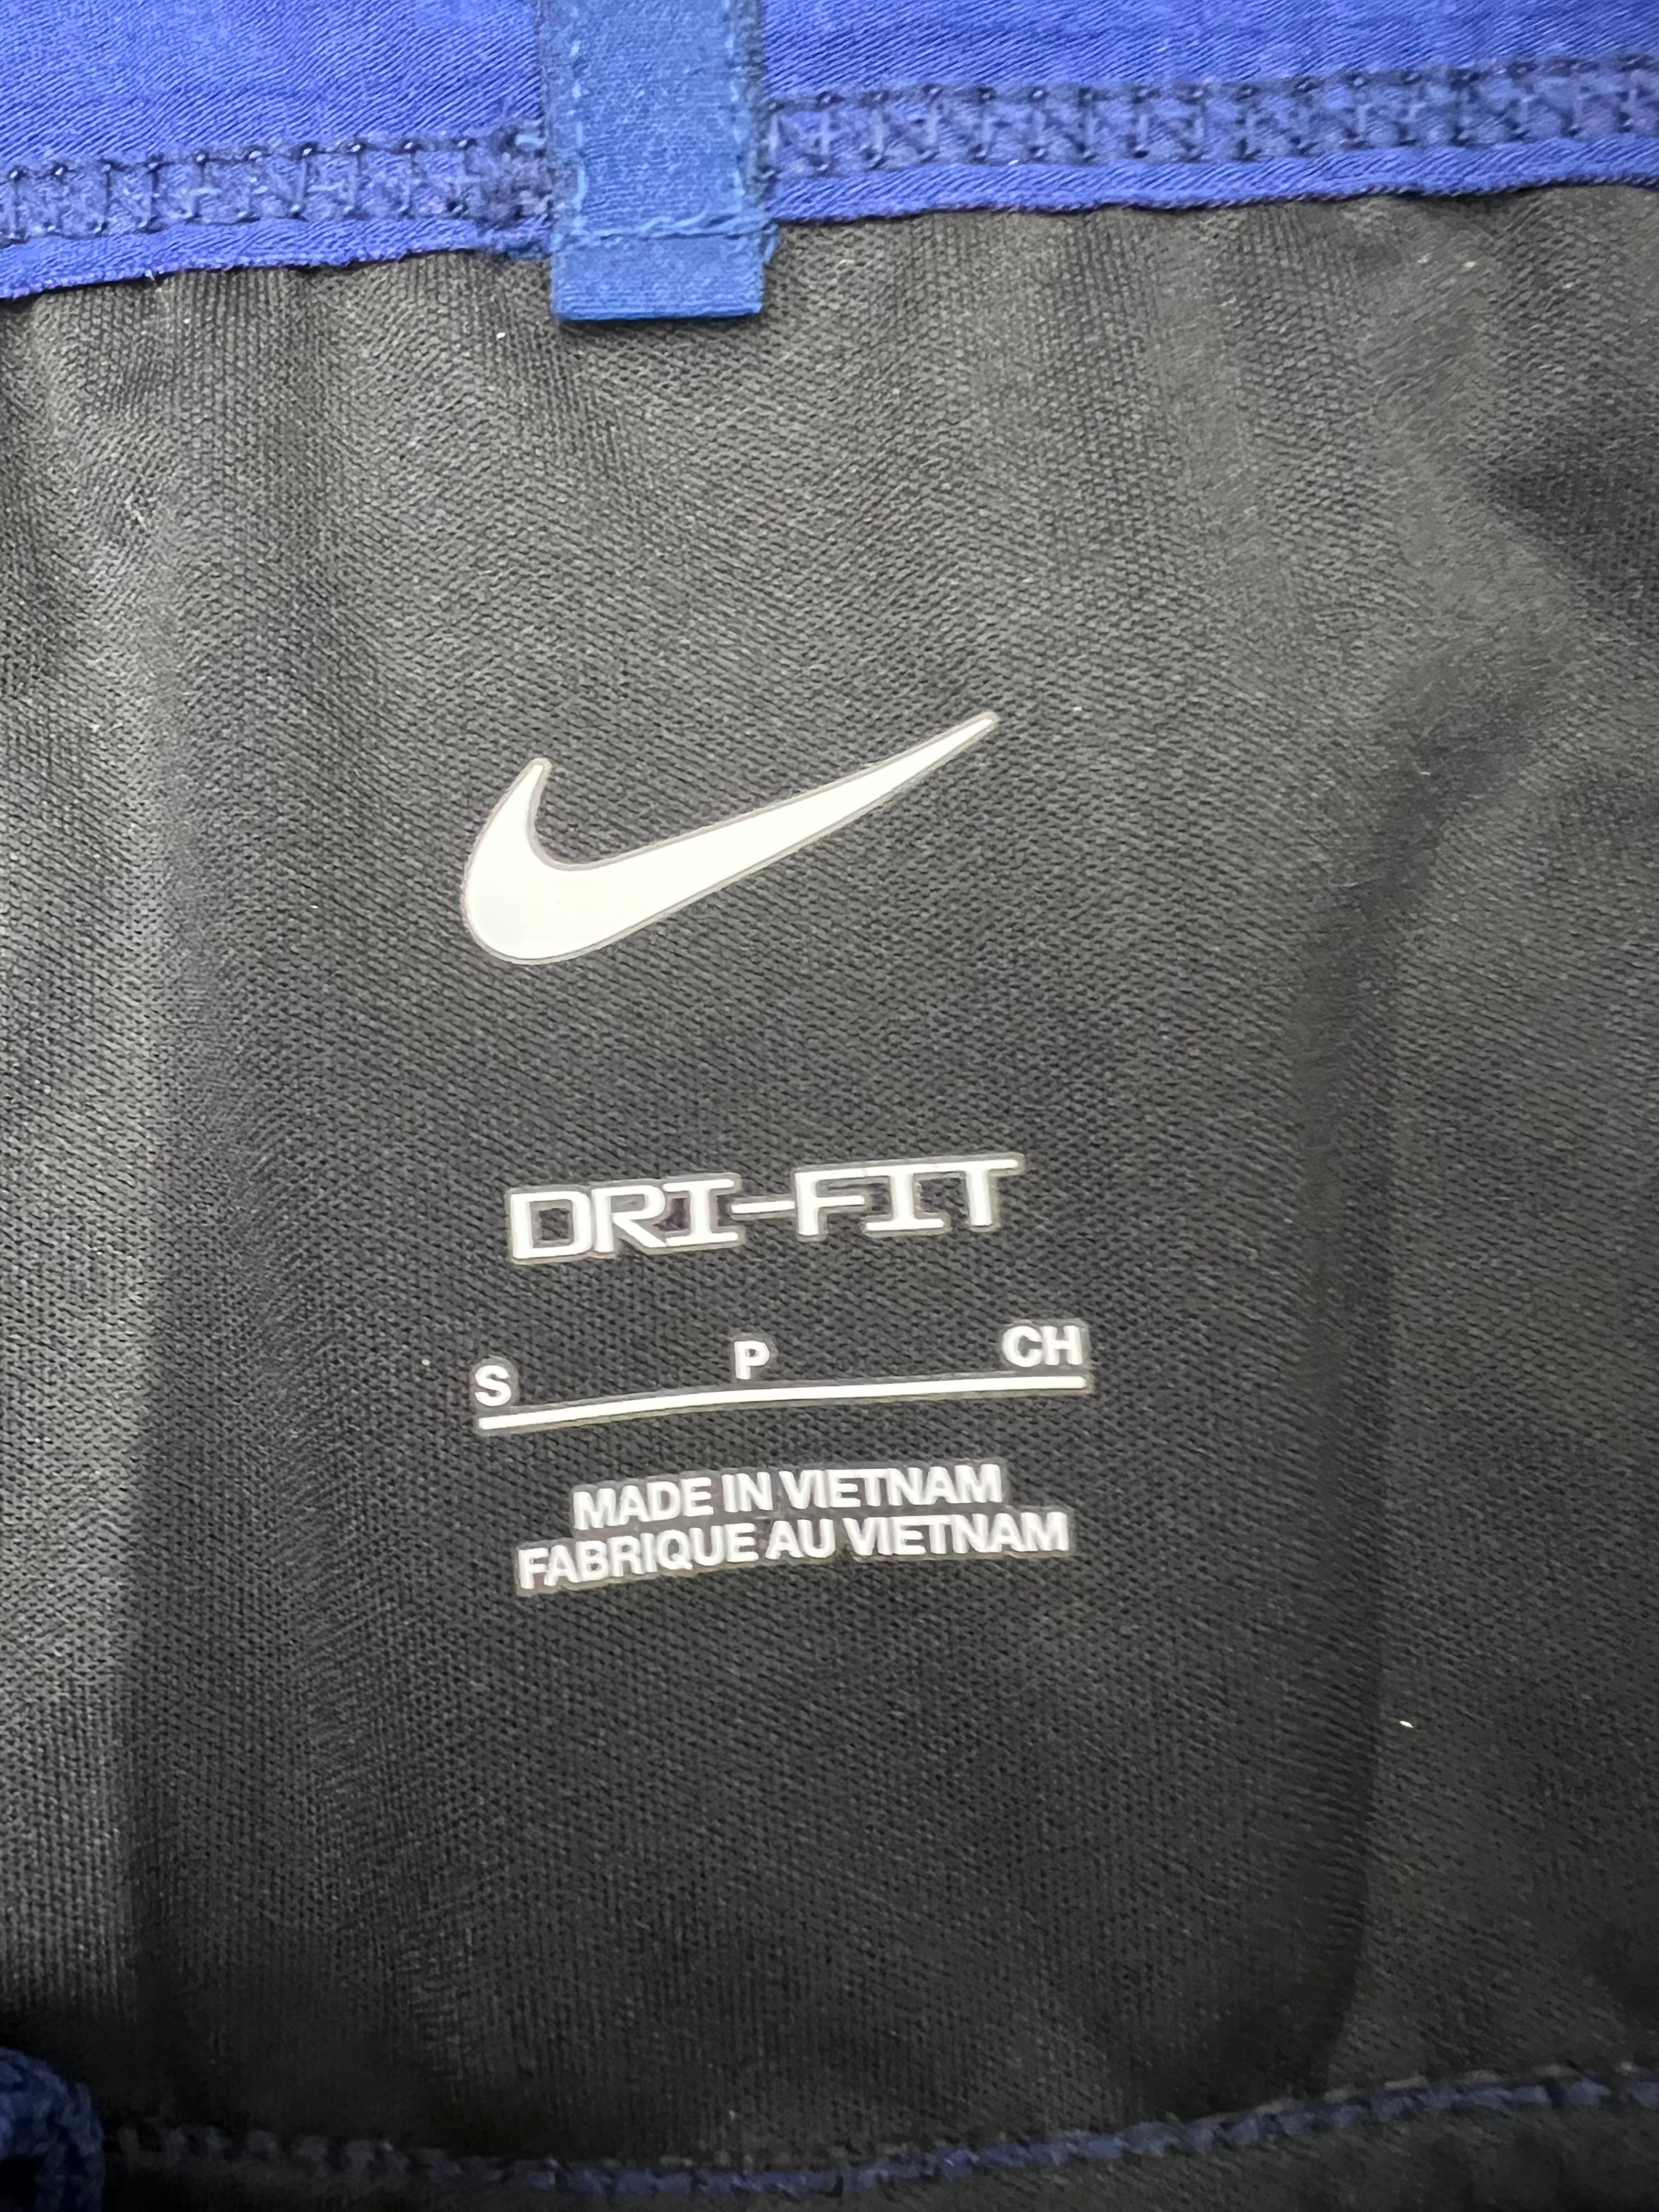 DRI-FIT
S P CH
MADE IN VIETNAM
FABRIQUE AU VIETNAM